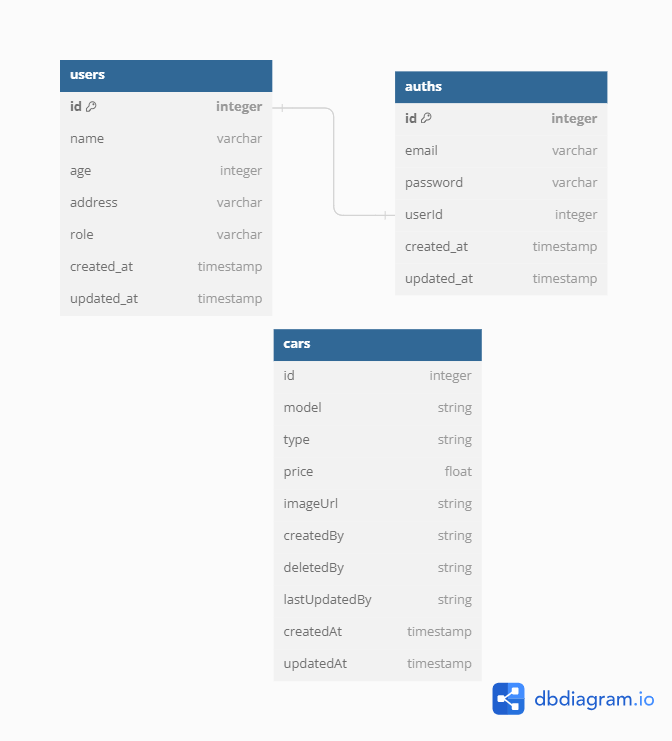 users
id integer
name varchar
age integer
address varchar
role varchar
created_at timestamp
updated_at timestamp
auths
id integer
email varchar
password varchar
userId integer
created_at timestamp
updated_at timestamp
cars
id integer
model string
type string
price float
imageUrl string
createdBy string
deletedBy string
lastUpdatedBy string
createdAt timestamp
updatedAt timestamp
dbdiagram.io